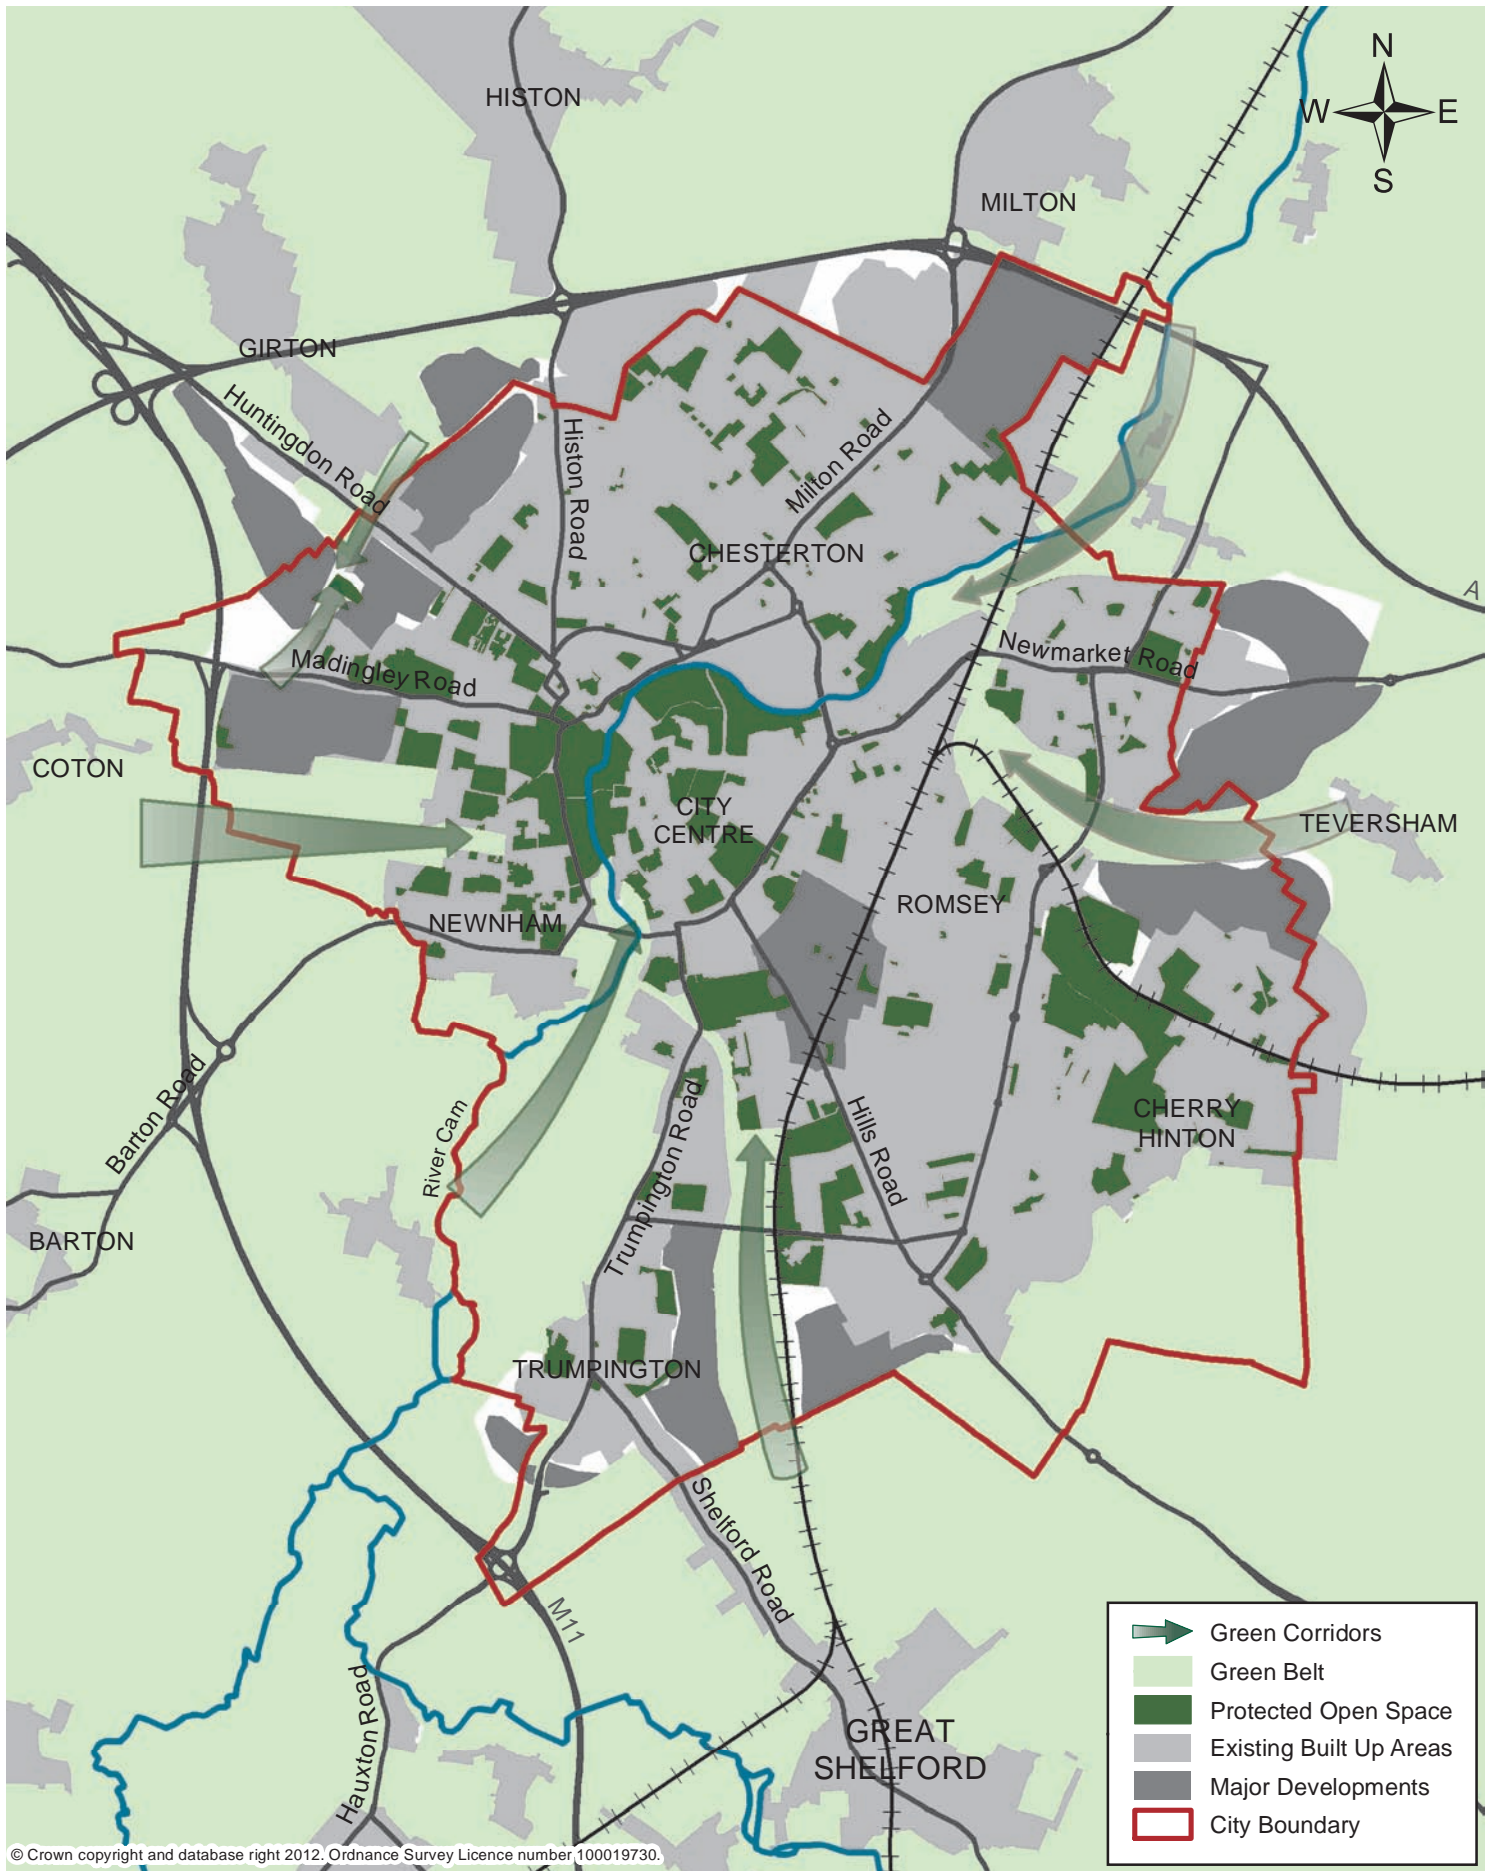 HISTON
N
W
E
S
MILTON
GIRTON
Huntingdon Road
Histon Road
Milton Road
CHESTERTON
A
Newmarket Road
Madingley Road
COTON
CITY
CENTRE
TEVERSHAM
ROMSEY
NEWNHAM
Barton Road
River Cam
Trumpington Road
Hills Road
CHERRY
HINTON
BARTON
TRUMPINGTON
Shelford Road
M11
Hauxton Road
GREAT
SHELFORD
Green Corridors
Green Belt
Protected Open Space
Existing Built Up Areas
Major Developments
City Boundary
© Crown copyright and database right 2012. Ordnance Survey Licence number 100019730.